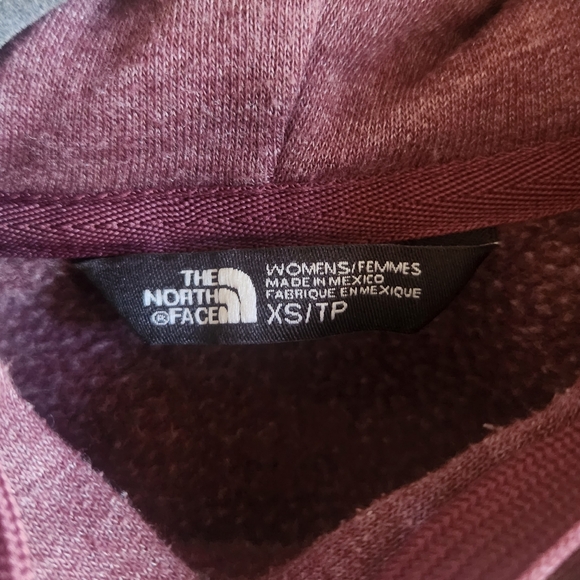 THE
NORTH
®FACE
WOMENS/FEMMES
MADE IN MEXICO
FABRIQUE EN MEXIQUE
XS/TP